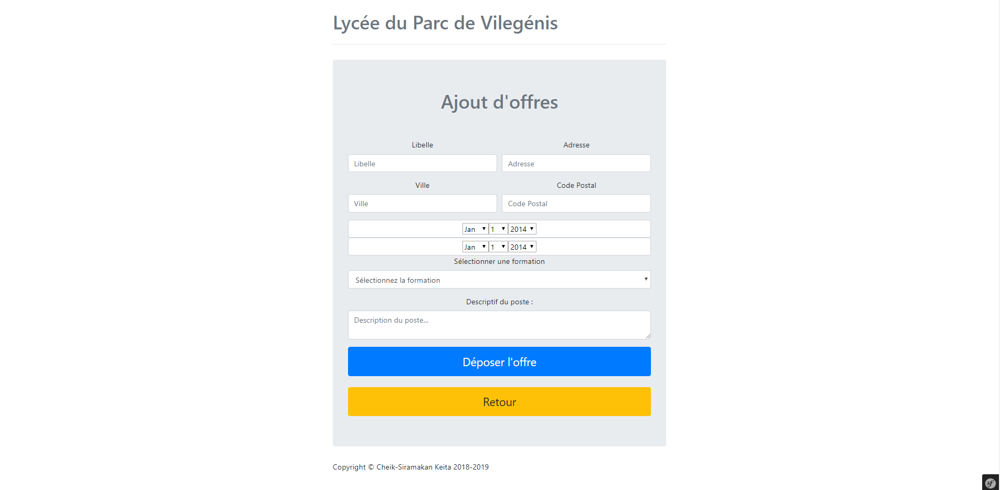 Lycée du Parc de Vilegénis
Ajout d'offres
Libelle Adresse
Libelle Adresse
Ville Code Postal
Ville Code Postal
Jan 1 2014
Jan 1 2014
Sélectionner une formation
Sélectionnez la formation
Descriptif du poste :
Description du poste...
Déposer l'offre
Retour
Copyright © Cheik-Siramakan Keita 2018-2019
sf